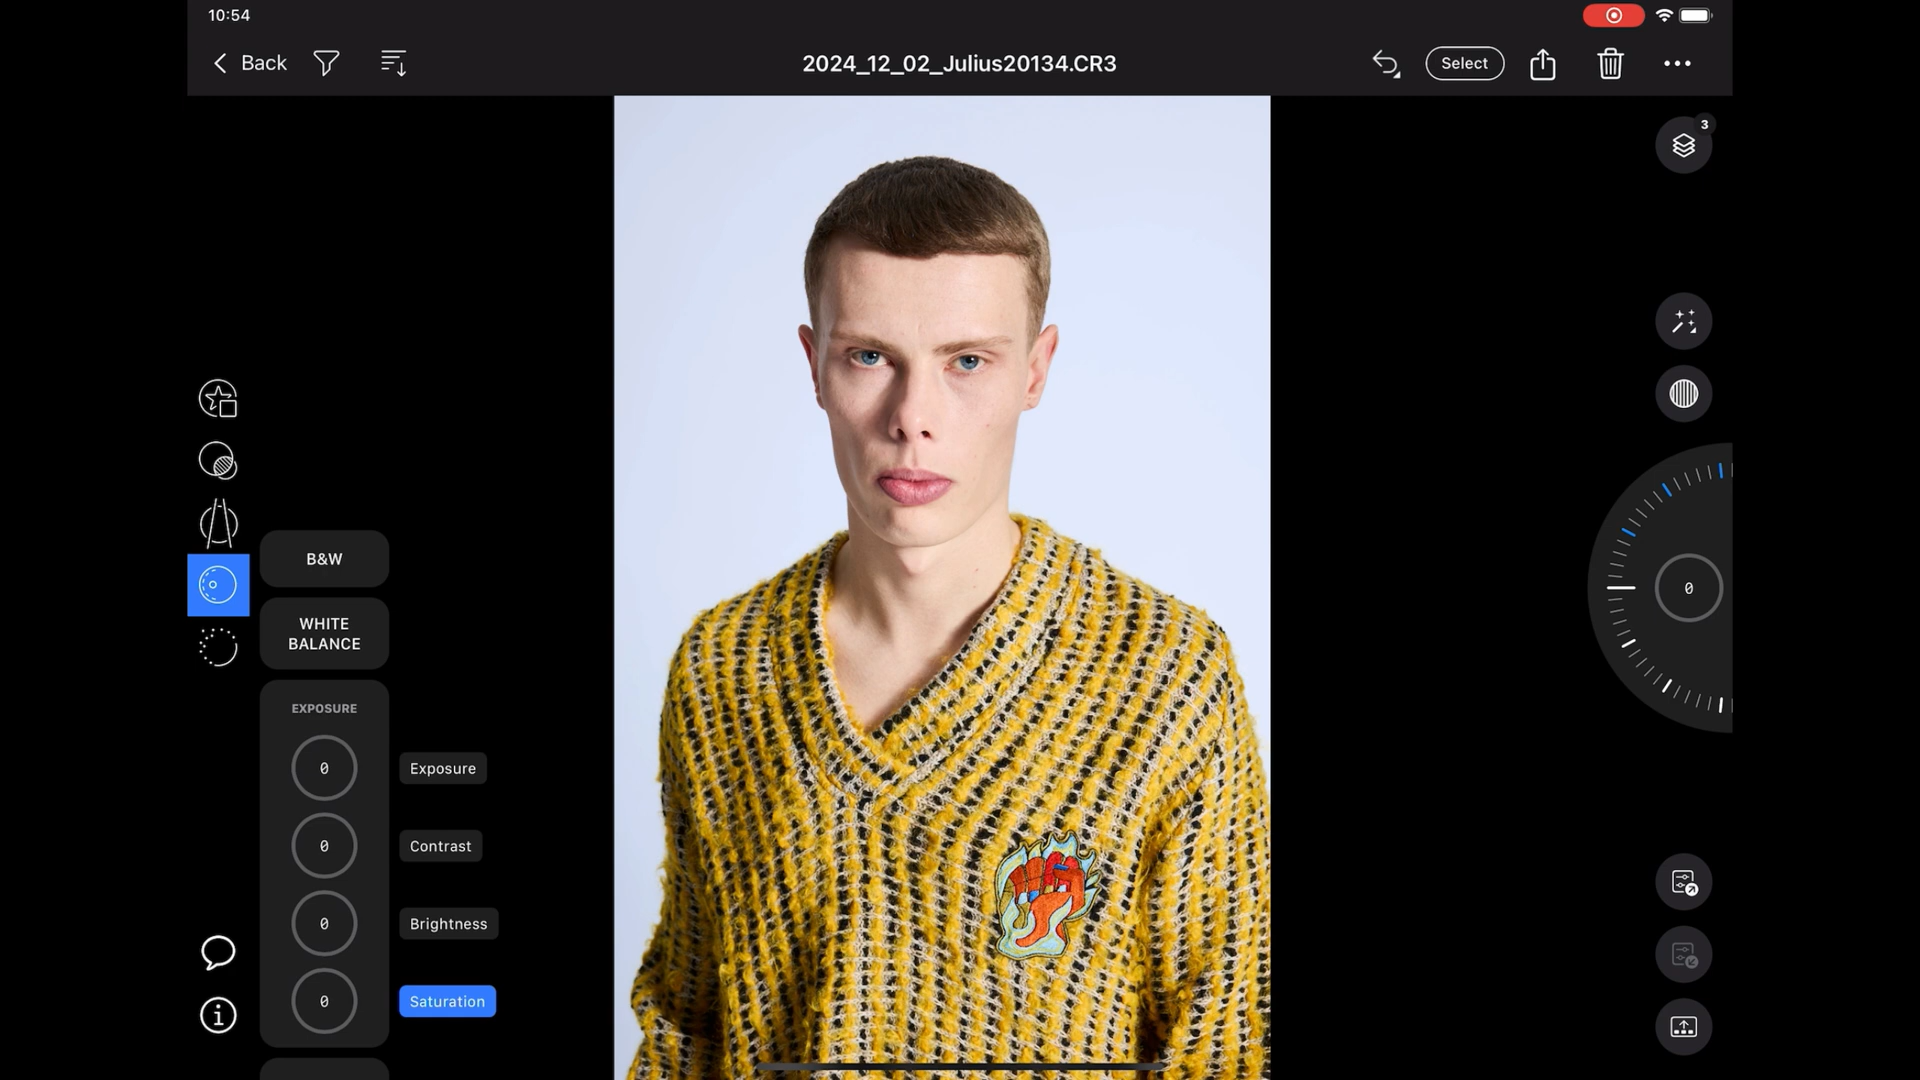 10:54
Back
2024_12_02_Julius20134.CR3
Select
3
B&W
WHITE
BALANCE
EXPOSURE
0
Exposure
0
Contrast
0
Brightness
0
Saturation
0